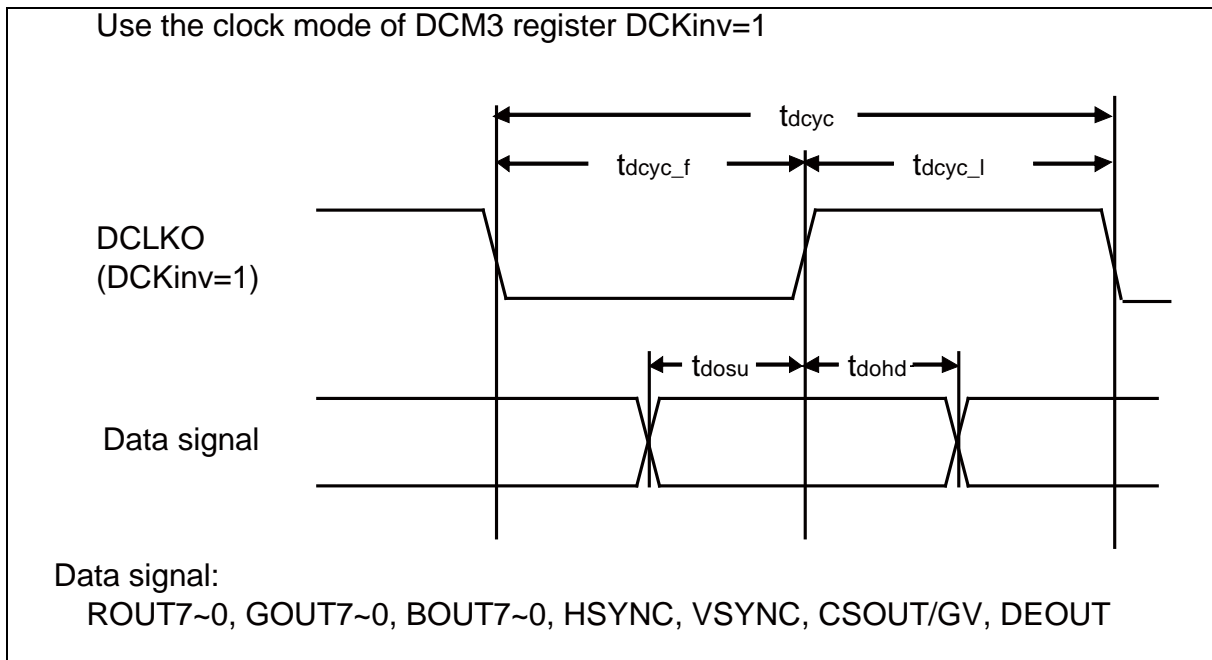 Use the clock mode of DCM3 register DCKinv=1
tdcyc
tdcyc_f
tdcyc_l
DCLKO
(DCKinv=1)
tdosu
tdohd
Data signal
Data signal:
ROUT7~0, GOUT7~0, BOUT7~0, HSYNC, VSYNC, CSOUT/GV, DEOUT